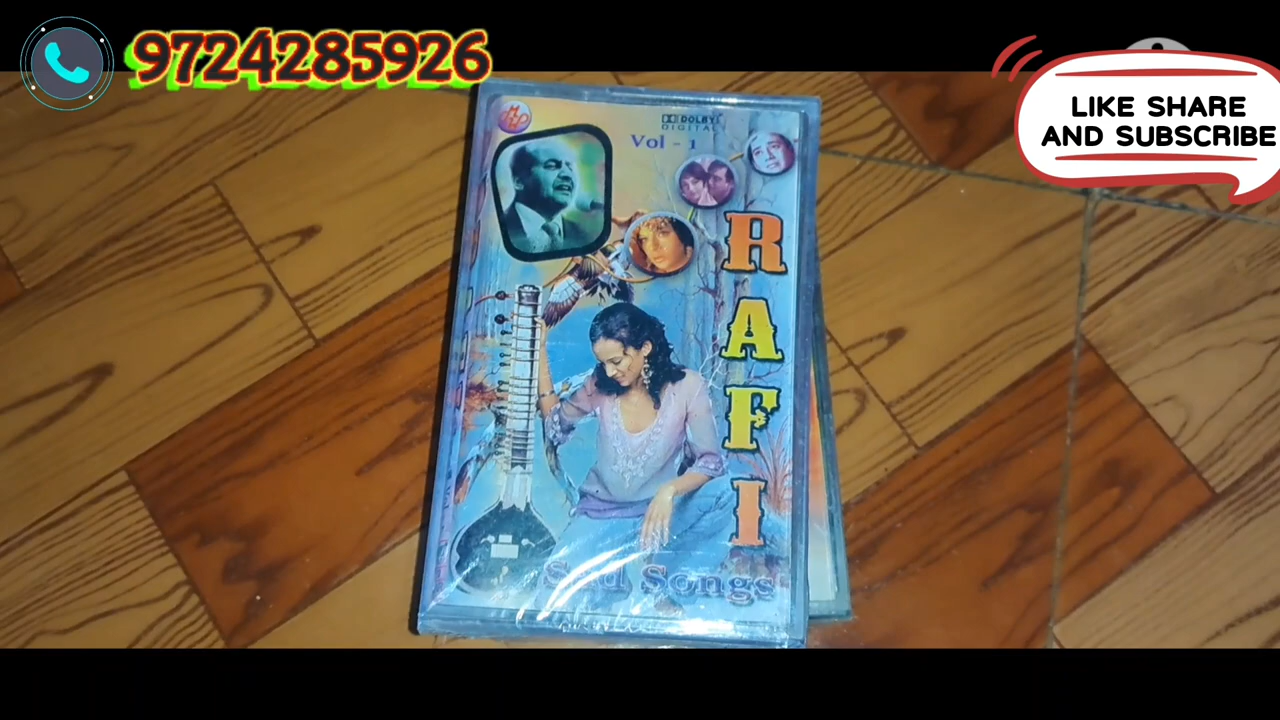 9724285926
LIKE SHARE
AND SUBSCRIBE
DOLBY
DIGITAL
Vol - 1
RAFI
Sad Songs